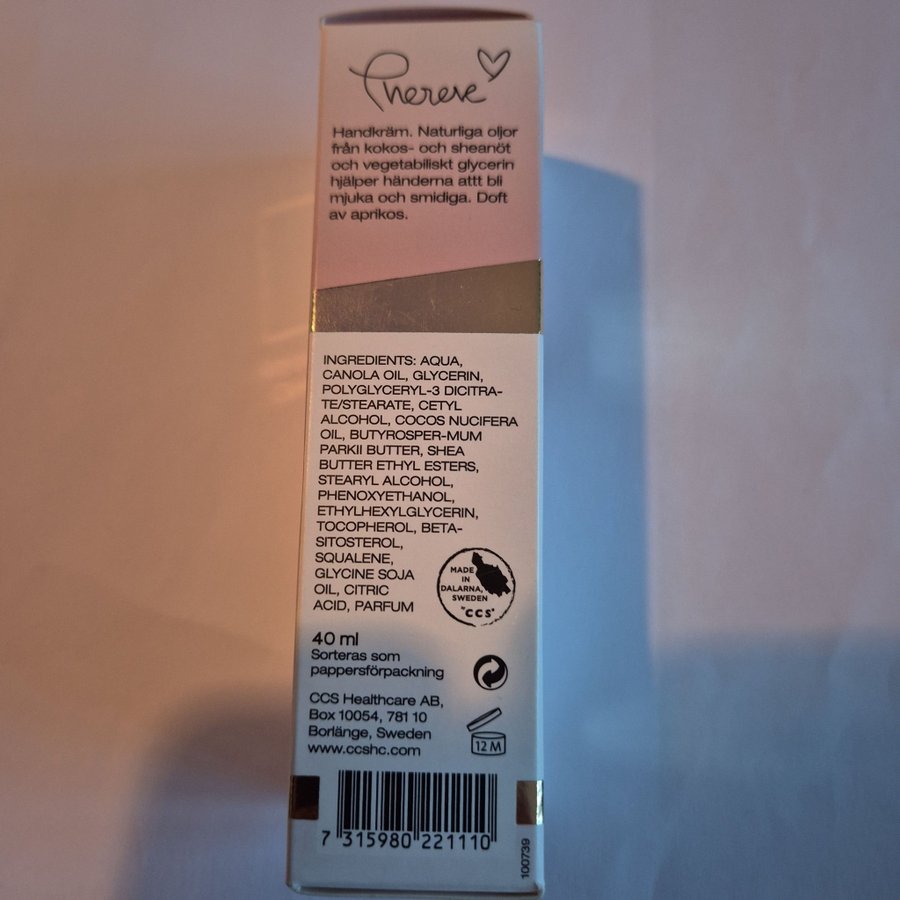 Therese
Handkräm. Naturliga oljor
från kokos- och sheanöt
och vegetabiliskt glycerin
hjälper händerna attt bli
mjuka och smidiga. Doft
av aprikos.
INGREDIENTS: AQUA,
CANOLA OIL, GLYCERIN,
POLYGLYCERYL-3 DICITRA-
TE/STEARATE, CETYL
ALCOHOL, COCOS NUCIFERA
OIL, BUTYROSPER-MUM
PARKII BUTTER, SHEA
BUTTER ETHYL ESTERS,
STEARYL ALCOHOL,
PHENOXYETHANOL,
ETHYLHEXYLGLYCERIN,
TOCOPHEROL, BETA-
SITOSTEROL,
SQUALENE,
GLYCINE SOJA
OIL, CITRIC
ACID, PARFUM
MADE
IN
DALARNA,
SWEDEN
"CCS"
40 ml
Sorteras som
pappersförpackning
CCS Healthcare AB,
Box 10054, 781 10
Borlänge, Sweden
www.ccshc.com
12 M
7 315980 221110
100739